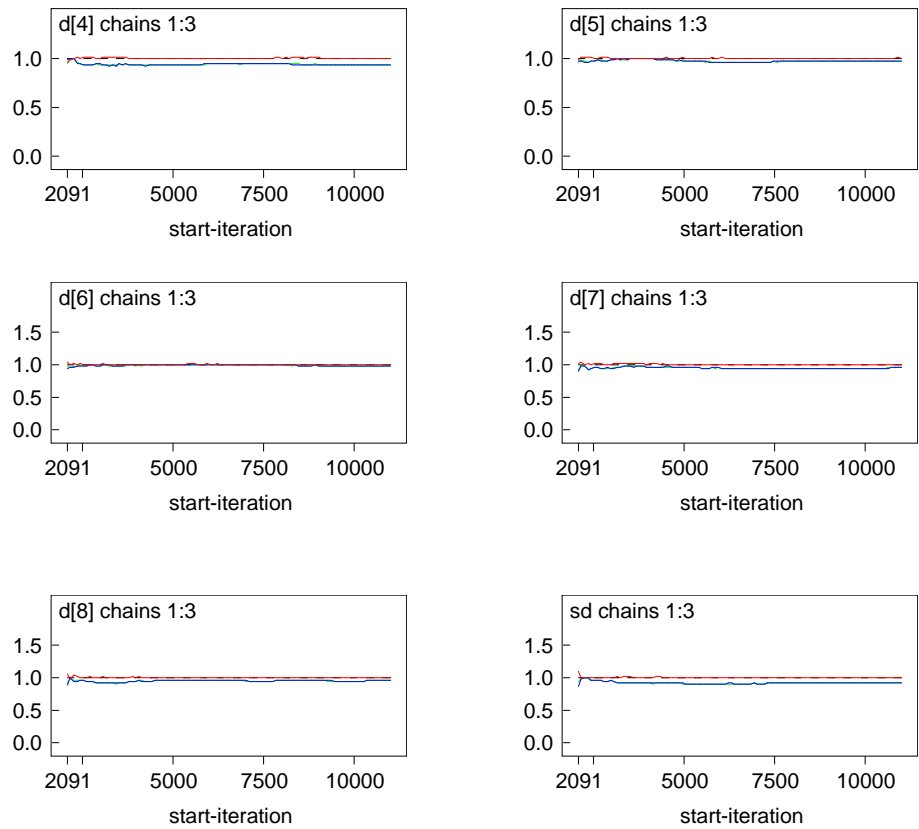 d[4] chains 1:3
1.0
0.5
0.0
2091 5000 7500 10000
start-iteration
d[5] chains 1:3
1.0
0.5
0.0
2091 5000 7500 10000
start-iteration
d[6] chains 1:3
1.5
1.0
0.5
0.0
2091 5000 7500 10000
start-iteration
d[7] chains 1:3
1.5
1.0
0.5
0.0
2091 5000 7500 10000
start-iteration
d[8] chains 1:3
1.5
1.0
0.5
0.0
2091 5000 7500 10000
start-iteration
sd chains 1:3
1.5
1.0
0.5
0.0
2091 5000 7500 10000
start-iteration